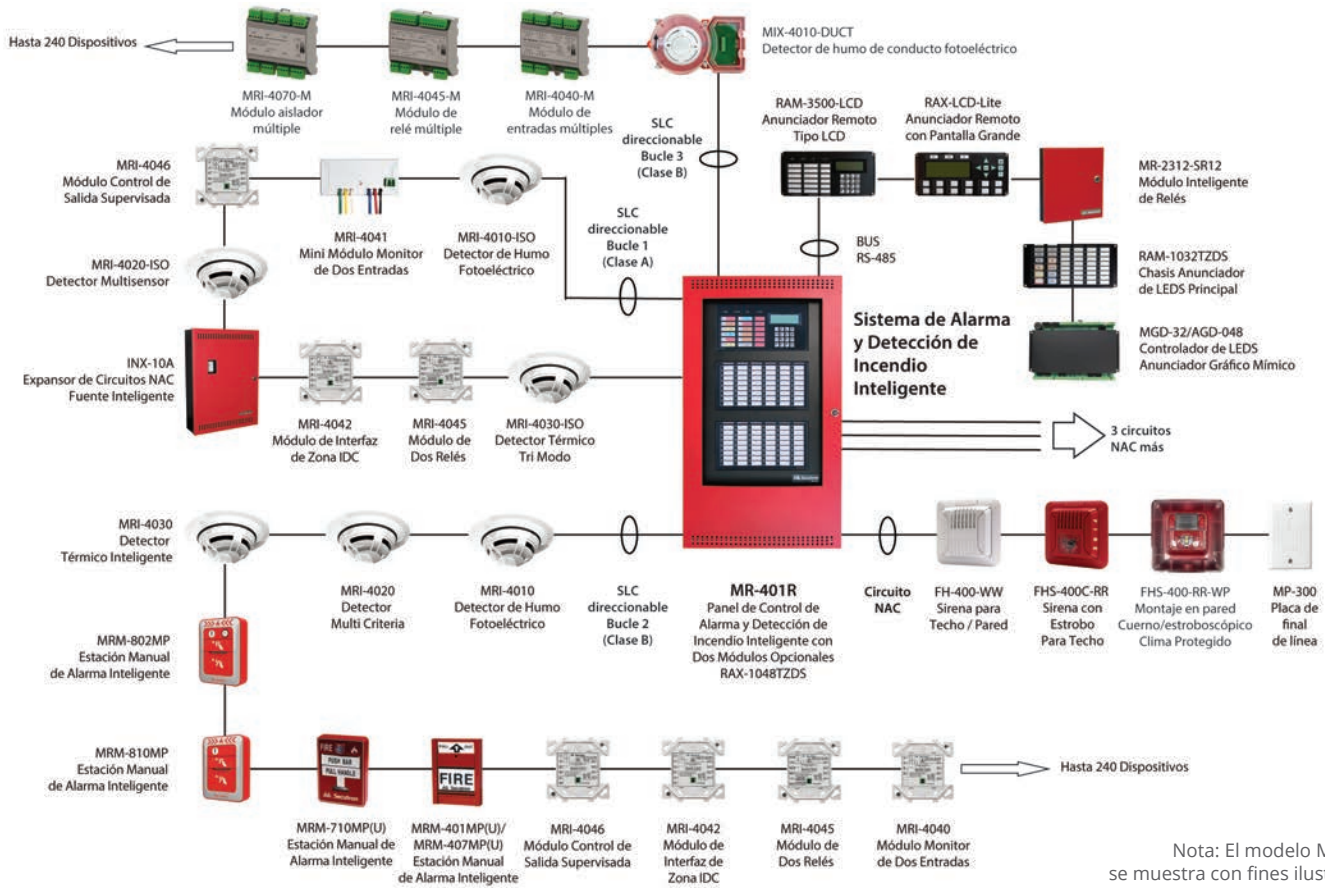 Hasta 240 Dispositivos
MRI-4070-M
Módulo aislador
múltiple
MRI-4045-M
Módulo de
relé múltiple
MRI-4040-M
Módulo de
entradas múltiples
MIX-4010-DUCT
Detector de humo de conducto fotoeléctrico
SLC
direccionable
Bucle 3
(Clase B)
RAM-3500-LCD
Anunciador Remoto
Tipo LCD
RAX-LCD-Lite
Anunciador Remoto
con Pantalla Grande
MR-2312-SR12
Módulo Inteligente
de Relés
MRI-4046
Módulo Control de
Salida Supervisada
MRI-4041
Mini Módulo Monitor
de Dos Entradas
MRI-4010-ISO
Detector de Humo
Fotoeléctrico
SLC
direccionable
Bucle 1
(Clase A)
BUS
RS-485
RAM-1032TZDS
Chasis Anunciador
de LEDS Principal
MRI-4020-ISO
Detector Multisensor
MGD-32/AGD-048
Controlador de LEDS
Anunciador Gráfico Mímico
Sistema de Alarma
y Detección de
Incendio
Inteligente
INX-10A
Expansor de Circuitos NAC
Fuente Inteligente
MRI-4042
Módulo de Interfaz
de Zona IDC
MRI-4045
Módulo de
Dos Relés
MRI-4030-ISO
Detector Térmico
Tri Modo
3 circuitos
NAC más
MRI-4030
Detector
Térmico Inteligente
MRI-4020
Detector
Multi Criteria
MRI-4010
Detector de Humo
Fotoeléctrico
SLC
direccionable
Bucle 2
(Clase B)
MR-401R
Panel de Control de
Alarma y Detección de
Incendio Inteligente con
Dos Módulos Opcionales
RAX-1048TZDS
Circuito
NAC
FH-400-WW
Sirena para
Techo / Pared
FHS-400C-RR
Sirena con
Estrobo
Para Techo
FHS-400-RR-WP
Montaje en pared
Cuerno/estroboscópico
Clima Protegido
MP-300
Placa de
final
de línea
MRM-802MP
Estación Manual
de Alarma Inteligente
MRM-810MP
Estación Manual
de Alarma Inteligente
FIRE
PUSH BAR
PULL HANDLE
FIRE
Hasta 240 Dispositivos
MRM-710MP(U)
Estación Manual de
Alarma Inteligente
MRM-401MP(U)/
MRM-407MP(U)
Estación Manual
de Alarma Inteligente
MRI-4046
Módulo Control de
Salida Supervisada
MRI-4042
Módulo de
Interfaz de
Zona IDC
MRI-4045
Módulo de
Dos Relés
MRI-4040
Módulo Monitor
de Dos Entradas
Nota: El modelo M
se muestra con fines ilust